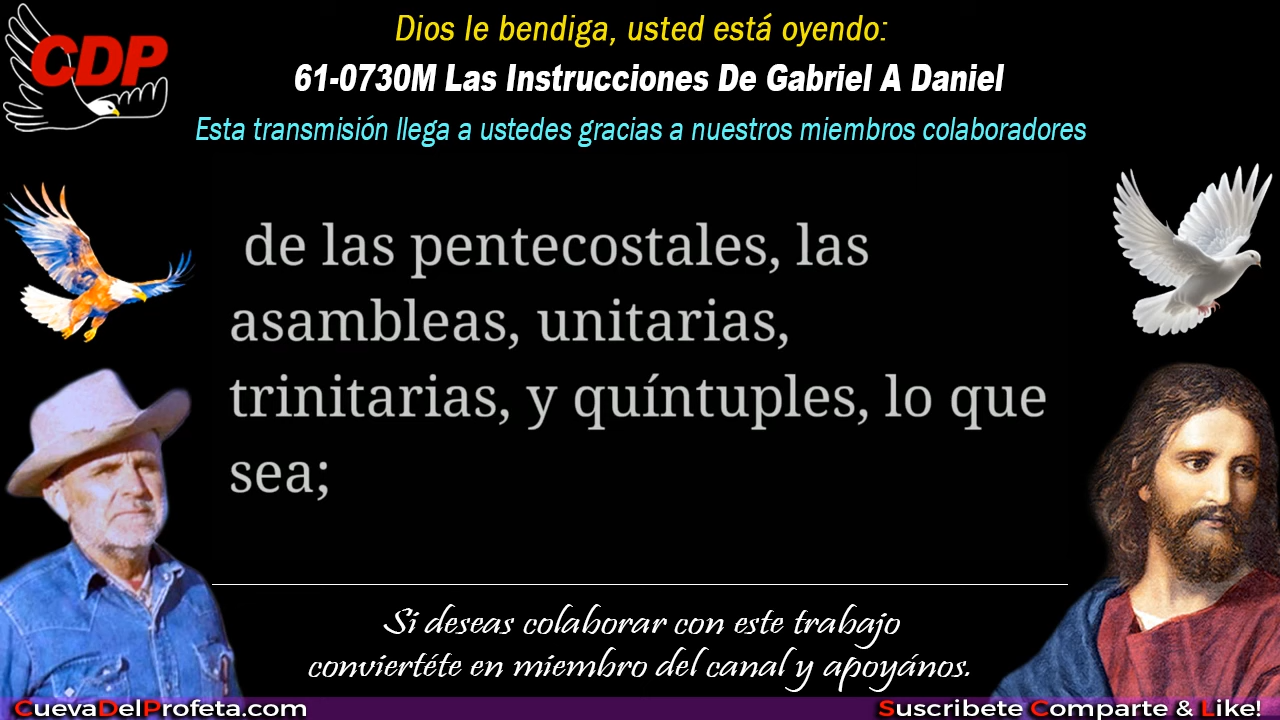 CDP
Dios le bendiga, usted está oyendo:
61-0730M Las Instrucciones De Gabriel A Daniel
Esta transmisión llega a ustedes gracias a nuestros miembros colaboradores
de las pentecostales, las
asambleas, unitarias,
trinitarias, y quíntuples, lo que
sea;
Si deseas colaborar con este trabajo
conviertéte en miembro del canal y apoyános.
CuevaDelProfeta.com
Suscribete Comparte & Like!